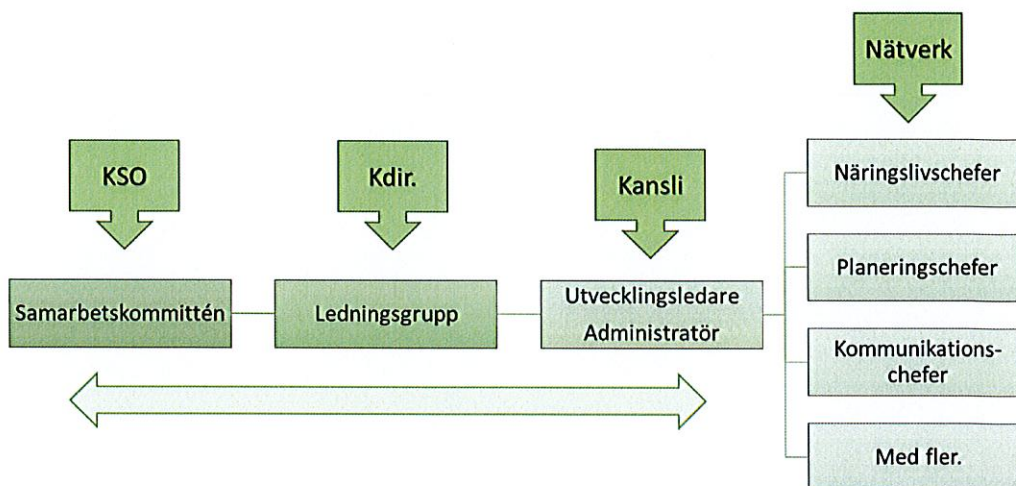 Nätverk
KSO
Kdir.
Kansli
Näringslivschefer
Planeringschefer
Samarbetskommittén
Ledningsgrupp
Utvecklingsledare
Administratör
Kommunikations-
chefer
Med fler.